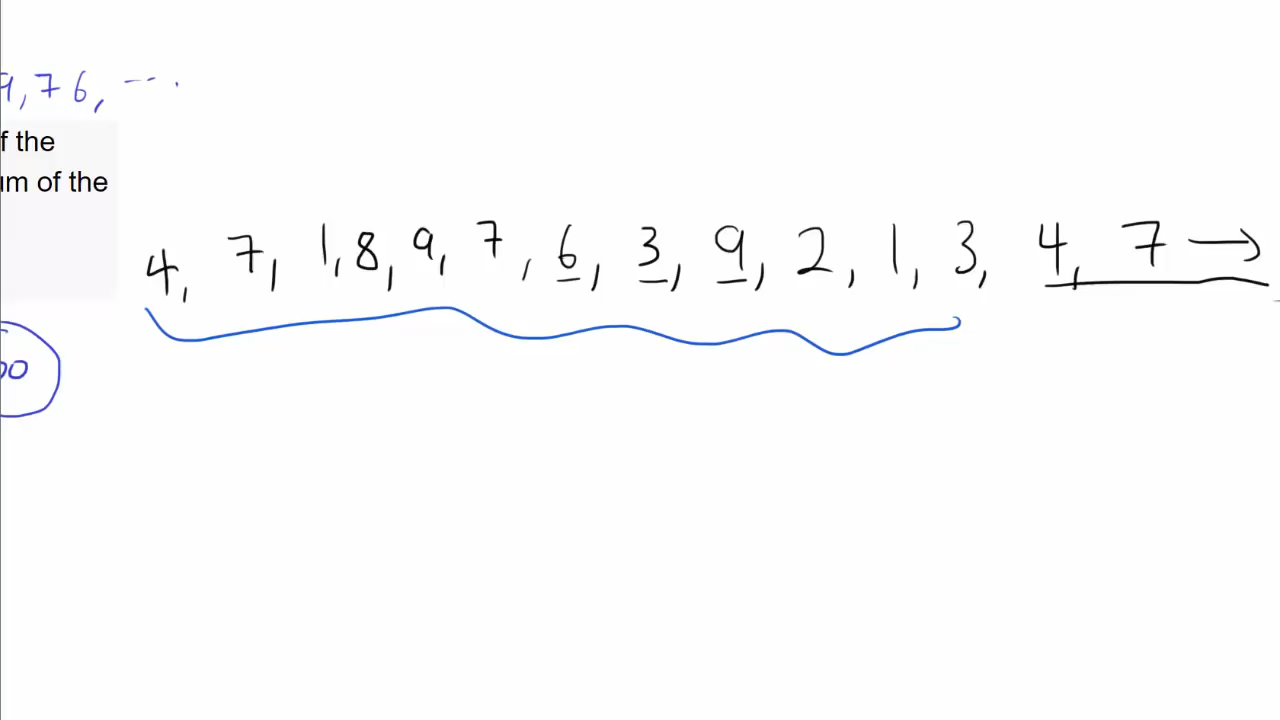 9, 76, ---.
f the
um of the
4, 7, 1, 8, 9, 7, 6, 3, 9, 2, 1, 3, 4, 7 →
00